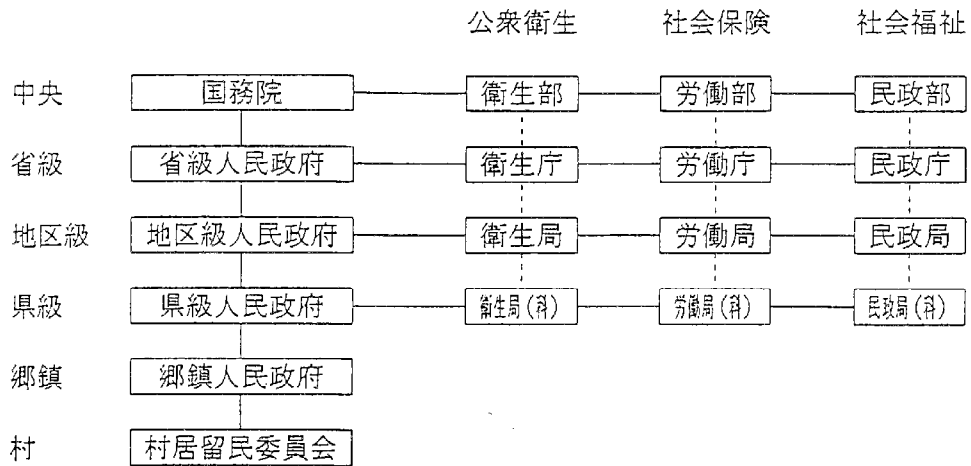 公衆衛生 社会保険 社会福祉
中央 国務院 衛生部 労働部 民政部
省級 省級人民政府 衛生庁 労働庁 民政庁
地区級 地区級人民政府 衛生局 労働局 民政局
県級 県級人民政府 衛生局(科) 労働局(科) 民政局(科)
郷鎮 郷鎮人民政府
村 村居留民委員会